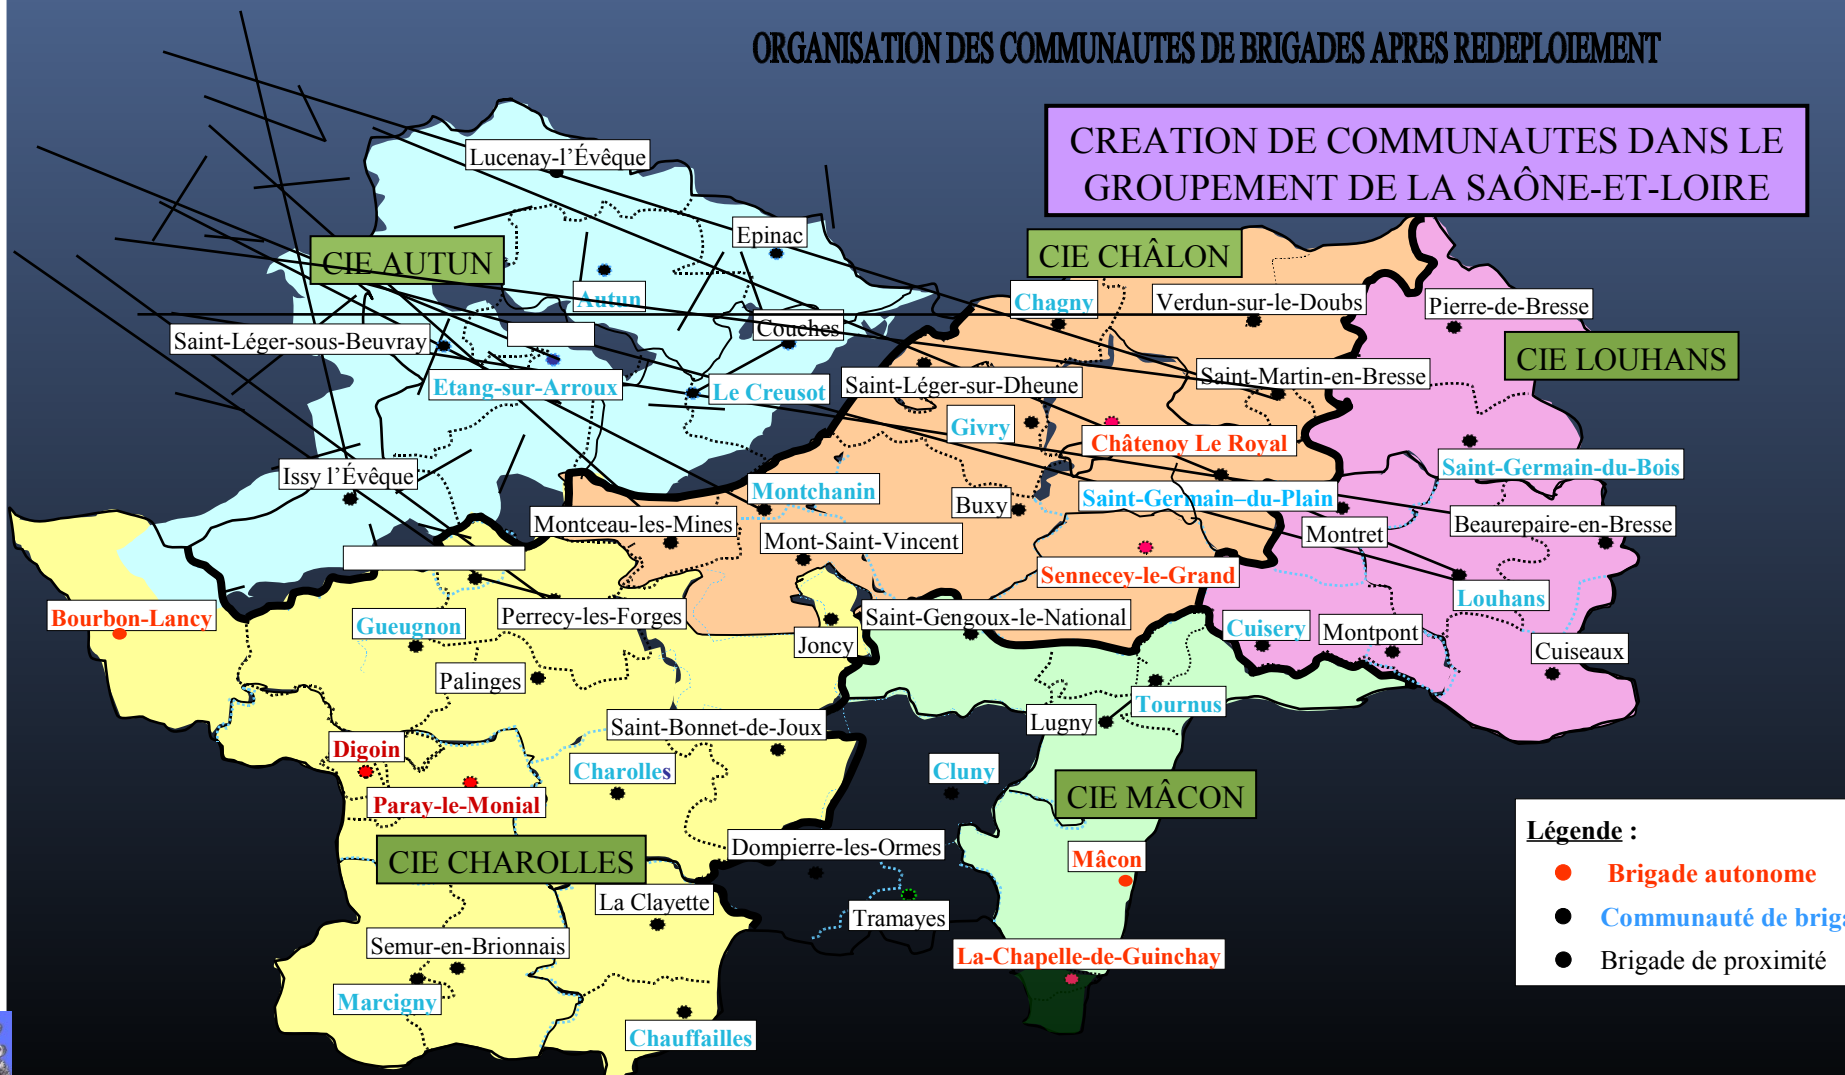 ORGANISATION DES COMMUNAUTES DE BRIGADES APRES REDEPLOIEMENT
CREATION DE COMMUNAUTES DANS LE
GROUPEMENT DE LA SAÔNE-ET-LOIRE
Lucenay-l’Évêque
Epinac
CIE AUTUN
CIE CHÂLON
Autun
Chagny
Verdun-sur-le-Doubs
Pierre-de-Bresse
Couches
Saint-Léger-sous-Beuvray
CIE LOUHANS
Etang-sur-Arroux
Le Creusot
Saint-Léger-sur-Dheune
Saint-Martin-en-Bresse
Givry
Châtenoy Le Royal
Issy l’Évêque
Saint-Germain-du-Bois
Montchanin
Buxy
Saint-Germain–du-Plain
Montceau-les-Mines
Mont-Saint-Vincent
Montret
Beaurepaire-en-Bresse
Sennecey-le-Grand
Louhans
Bourbon-Lancy
Gueugnon
Perrecy-les-Forges
Saint-Gengoux-le-National
Joncy
Cuisery
Montpont
Cuiseaux
Palinges
Tournus
Lugny
Saint-Bonnet-de-Joux
Digoin
Charolles
Cluny
Paray-le-Monial
CIE MÂCON
CIE CHAROLLES
Dompierre-les-Ormes
Mâcon
La Clayette
Tramayes
Semur-en-Brionnais
La-Chapelle-de-Guinchay
Marcigny
Chauffailles
Légende :
Brigade autonome
Communauté de briga
Brigade de proximité